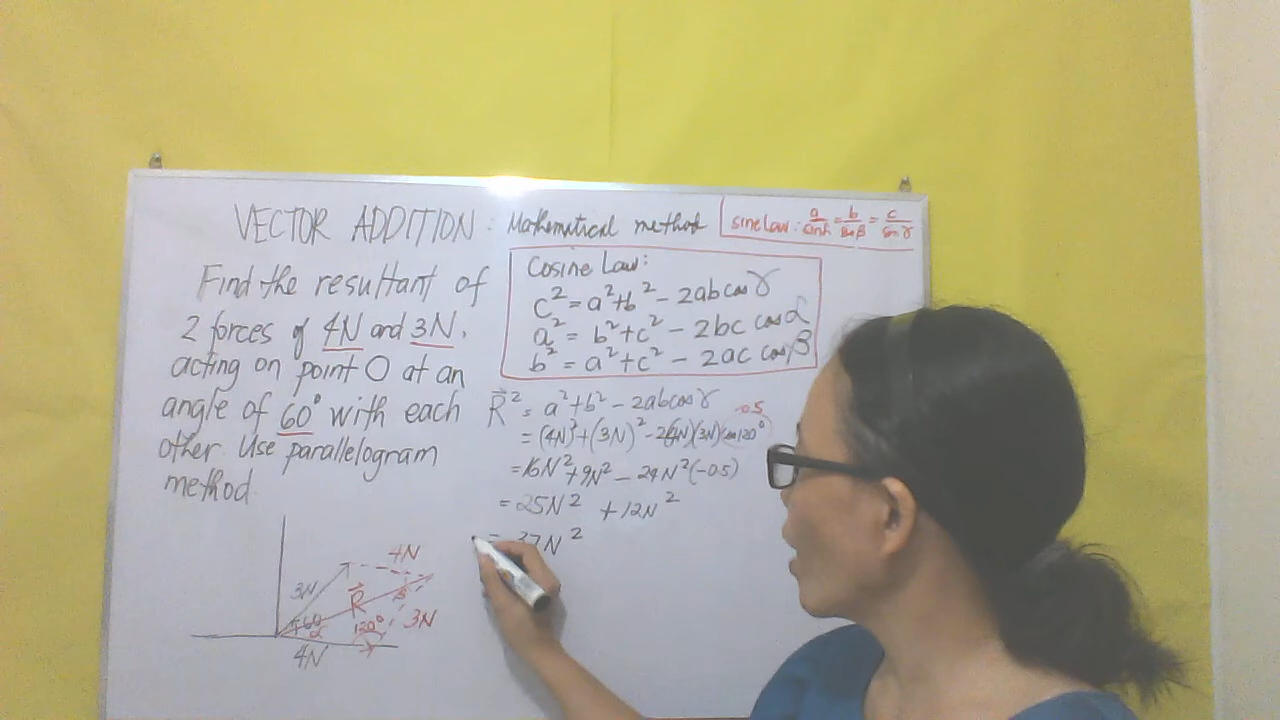 VECTOR ADDITION: Mathematical method
sine law: a/sinα = b/sinβ = c/sinγ
Find the resultant of
2 forces of 4N and 3N,
acting on point O at an
angle of 60° with each
other. Use parallelogram
method.
Cosine Law:
c² = a² + b² - 2ab cos γ
a² = b² + c² - 2bc cos α
b² = a² + c² - 2ac cos β
R² = a² + b² - 2ab cos γ
-0.5
= (4N)² + (3N)² - 2(4N)(3N)(cos 120°)
= 16N² + 9N² - 24N²(-0.5)
= 25N² + 12N²
= 37N²
4N
3N
R
β
60
α
120°
3N
4N